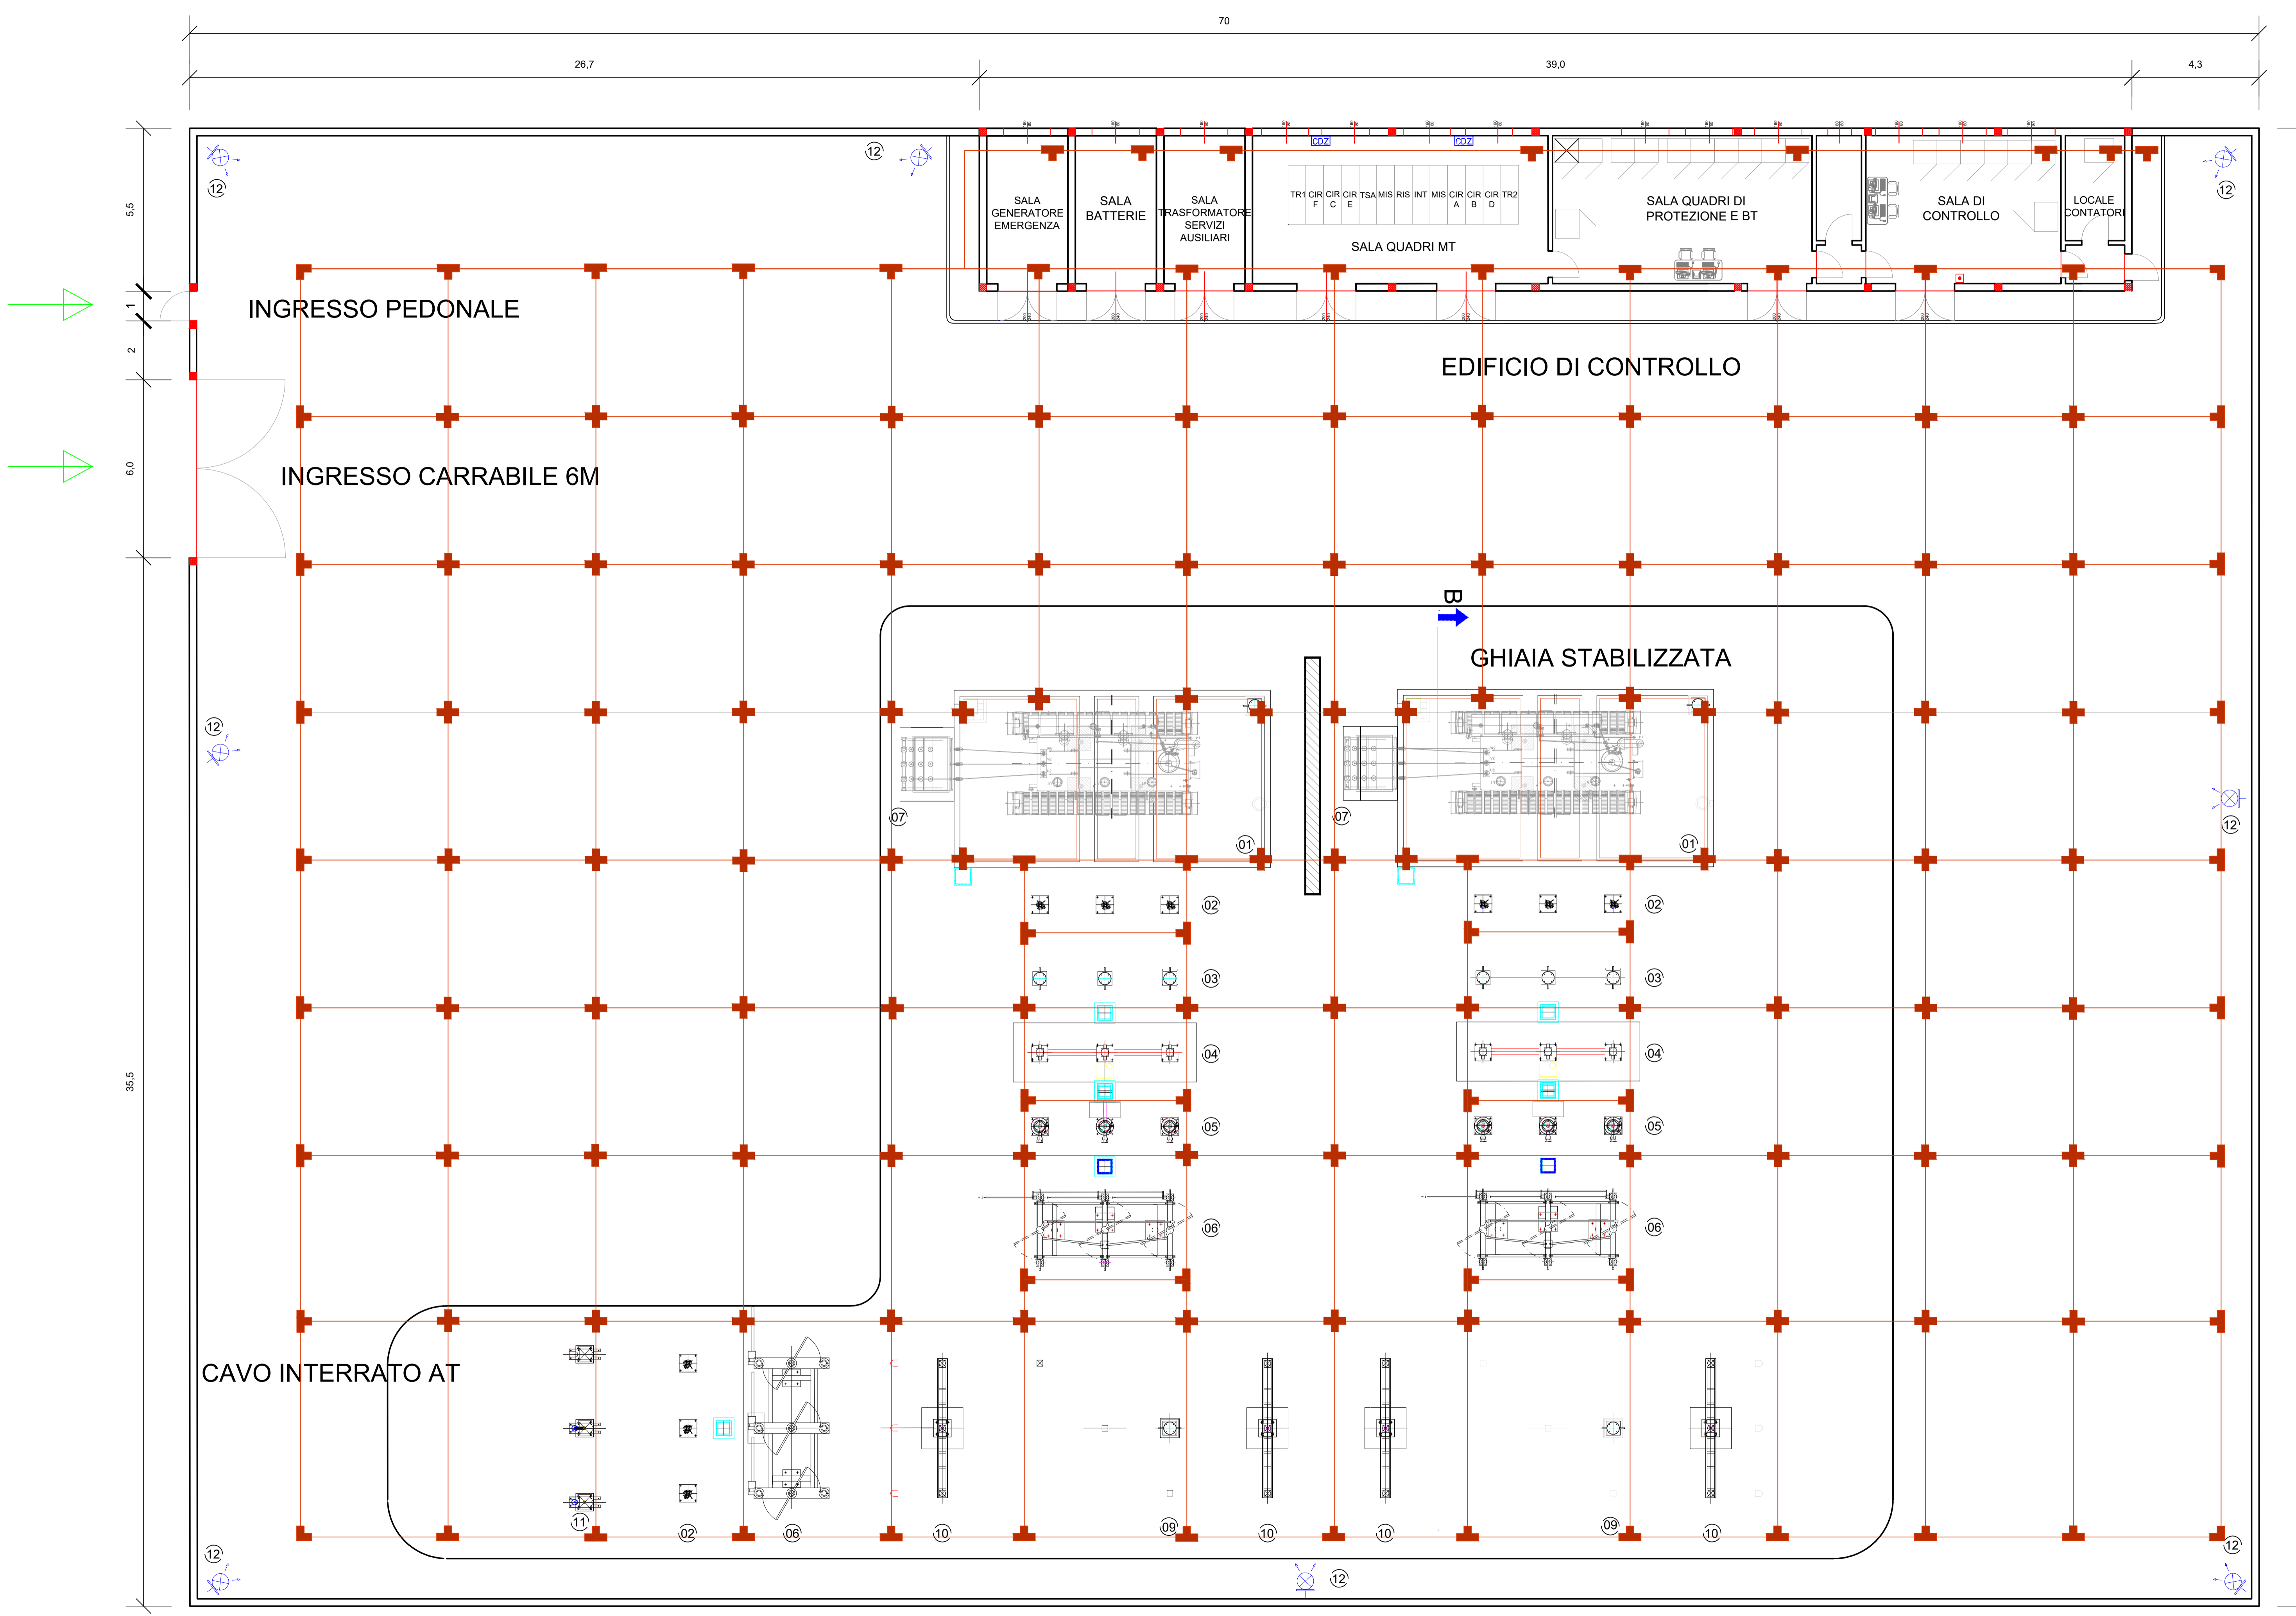 70
26,7
39,0
4,3
12
12
12
CDZ
CDZ
TR1
CIR F
CIR C
CIR E
TSA
MIS
RIS
INT
MIS
CIR A
CIR B
CIR D
TR2
SALA
GENERATORE
EMERGENZA
SALA
BATTERIE
SALA
TRASFORMATORE
SERVIZI
AUSILIARI
SALA QUADRI MT
SALA QUADRI DI
PROTEZIONE E BT
SALA DI
CONTROLLO
LOCALE
CONTATORI
5,5
1
2
6,0
35,5
INGRESSO PEDONALE
EDIFICIO DI CONTROLLO
INGRESSO CARRABILE 6M
B
GHIAIA STABILIZZATA
12
12
07
01
07
01
02
02
03
03
04
04
05
05
06
06
CAVO INTERRATO AT
11
02
06
10
09
10
10
09
10
12
12
12